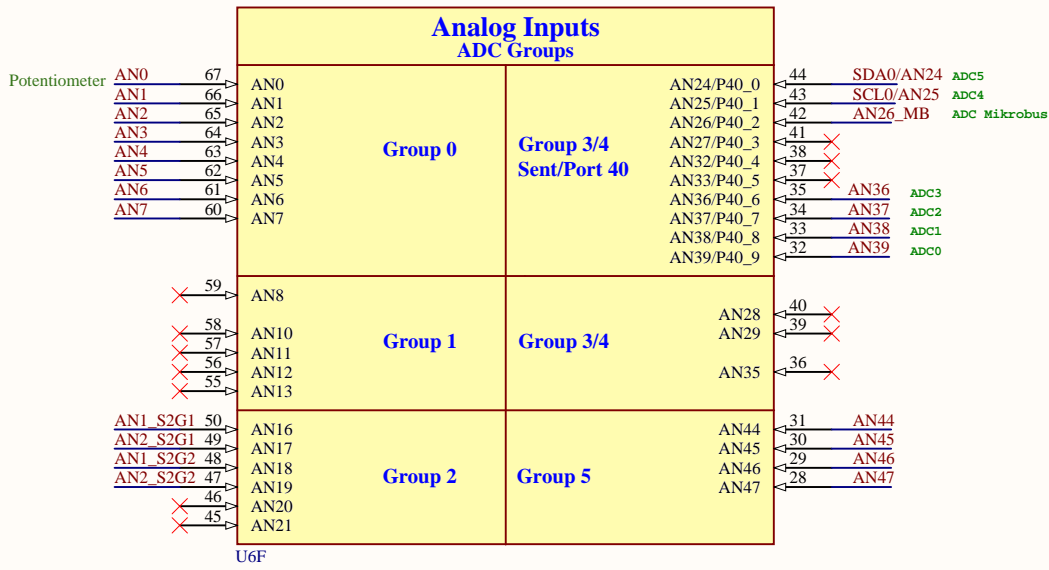 Analog Inputs
ADC Groups
Potentiometer AN0 67 AN0
AN1 66 AN1
AN2 65 AN2
AN3 64 AN3
AN4 63 AN4
AN5 62 AN5
AN6 61 AN6
AN7 60 AN7
Group 0
Group 3/4
Sent/Port 40
AN24/P40_0 44 SDA0/AN24 ADC5
AN25/P40_1 43 SCL0/AN25 ADC4
AN26/P40_2 42 AN26_MB ADC Mikrobus
AN27/P40_3 41
AN32/P40_4 38
AN33/P40_5 37
AN36/P40_6 35 AN36 ADC3
AN37/P40_7 34 AN37 ADC2
AN38/P40_8 33 AN38 ADC1
AN39/P40_9 32 AN39 ADC0
59 AN8
58 AN10
57 AN11
56 AN12
55 AN13
Group 1
Group 3/4
AN28 40
AN29 39
AN35 36
AN1_S2G1 50 AN16
AN2_S2G1 49 AN17
AN1_S2G2 48 AN18
AN2_S2G2 47 AN19
46 AN20
45 AN21
Group 2
Group 5
AN44 31 AN44
AN45 30 AN45
AN46 29 AN46
AN47 28 AN47
U6F